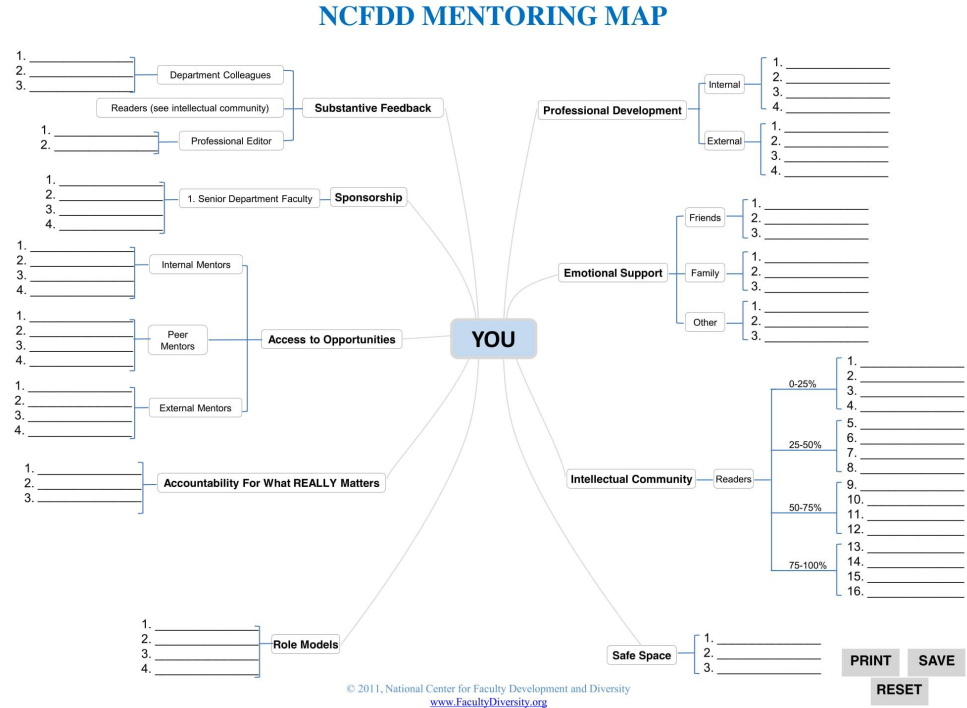 NCFDD MENTORING MAP
1.
2.
3.
Department Colleagues
Readers (see intellectual community)
1.
2.
Professional Editor
Substantive Feedback
1.
2.
3.
4.
1. Senior Department Faculty
Sponsorship
1.
2.
3.
4.
Internal Mentors
1.
2.
3.
4.
Peer
Mentors
1.
2.
3.
4.
External Mentors
Access to Opportunities
1.
2.
3.
Accountability For What REALLY Matters
1.
2.
3.
4.
Role Models
YOU
Professional Development
Internal
1.
2.
3.
4.
External
1.
2.
3.
4.
Emotional Support
Friends
1.
2.
3.
Family
1.
2.
3.
Other
1.
2.
3.
Intellectual Community
Readers
0-25%
1.
2.
3.
4.
25-50%
5.
6.
7.
8.
50-75%
9.
10.
11.
12.
75-100%
13.
14.
15.
16.
Safe Space
1.
2.
3.
PRINT
SAVE
RESET
© 2011, National Center for Faculty Development and Diversity
www.FacultyDiversity.org